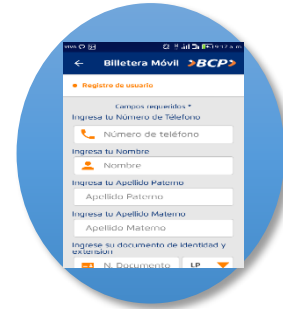 Billetera Móvil >BCP>
Registro de usuario
Campos requeridos *
Ingresa tu Número de Télefono
Número de teléfono
Ingresa tu Nombre
Nombre
Ingresa tu Apellido Paterno
Apellido Paterno
Ingresa tu Apellido Materno
Apellido Materno
Ingrese su documento de identidad y
extension
N. Documento LP